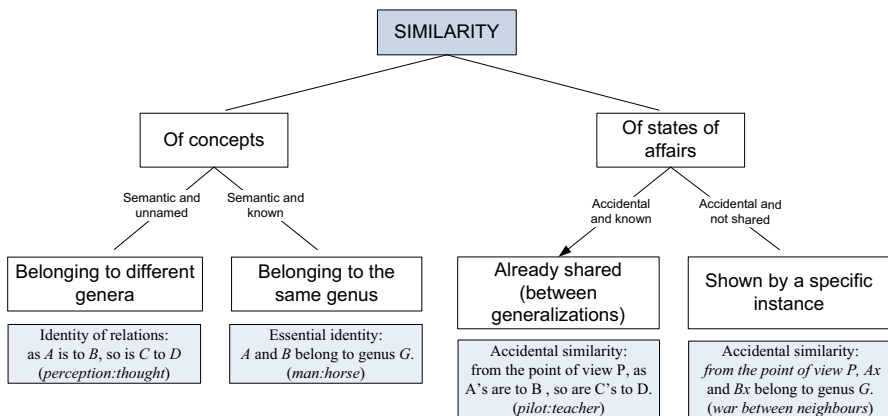 SIMILARITY
Of concepts
Of states of
affairs
Semantic and
unnamed
Semantic and
known
Accidental
and known
Accidental and
not shared
Belonging to different
genera
Belonging to the
same genus
Already shared
(between
generalizations)
Shown by a specific
instance
Identity of relations:
as A is to B, so is C to D
(perception:thought)
Essential identity:
A and B belong to genus G.
(man:horse)
Accidental similarity:
from the point of view P, as
A's are to B , so are C's to D.
(pilot:teacher)
Accidental similarity:
from the point of view P, Ax
and Bx belong to genus G.
(war between neighbours)